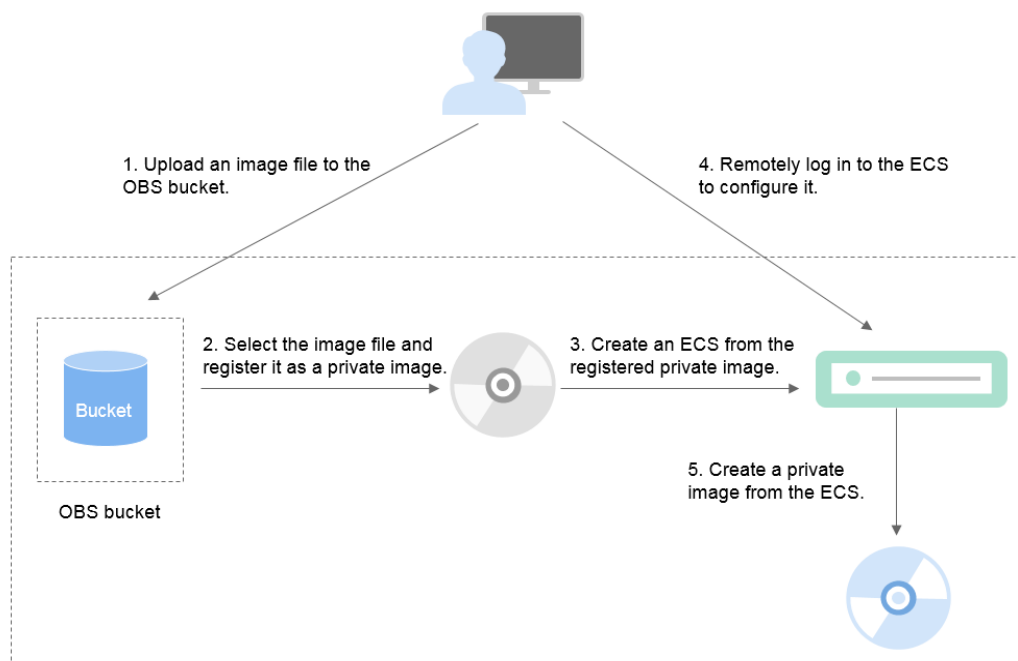 1. Upload an image file to the
OBS bucket.
4. Remotely log in to the ECS
to configure it.
2. Select the image file and
register it as a private image.
3. Create an ECS from the
registered private image.
Bucket
OBS bucket
5. Create a private
image from the ECS.